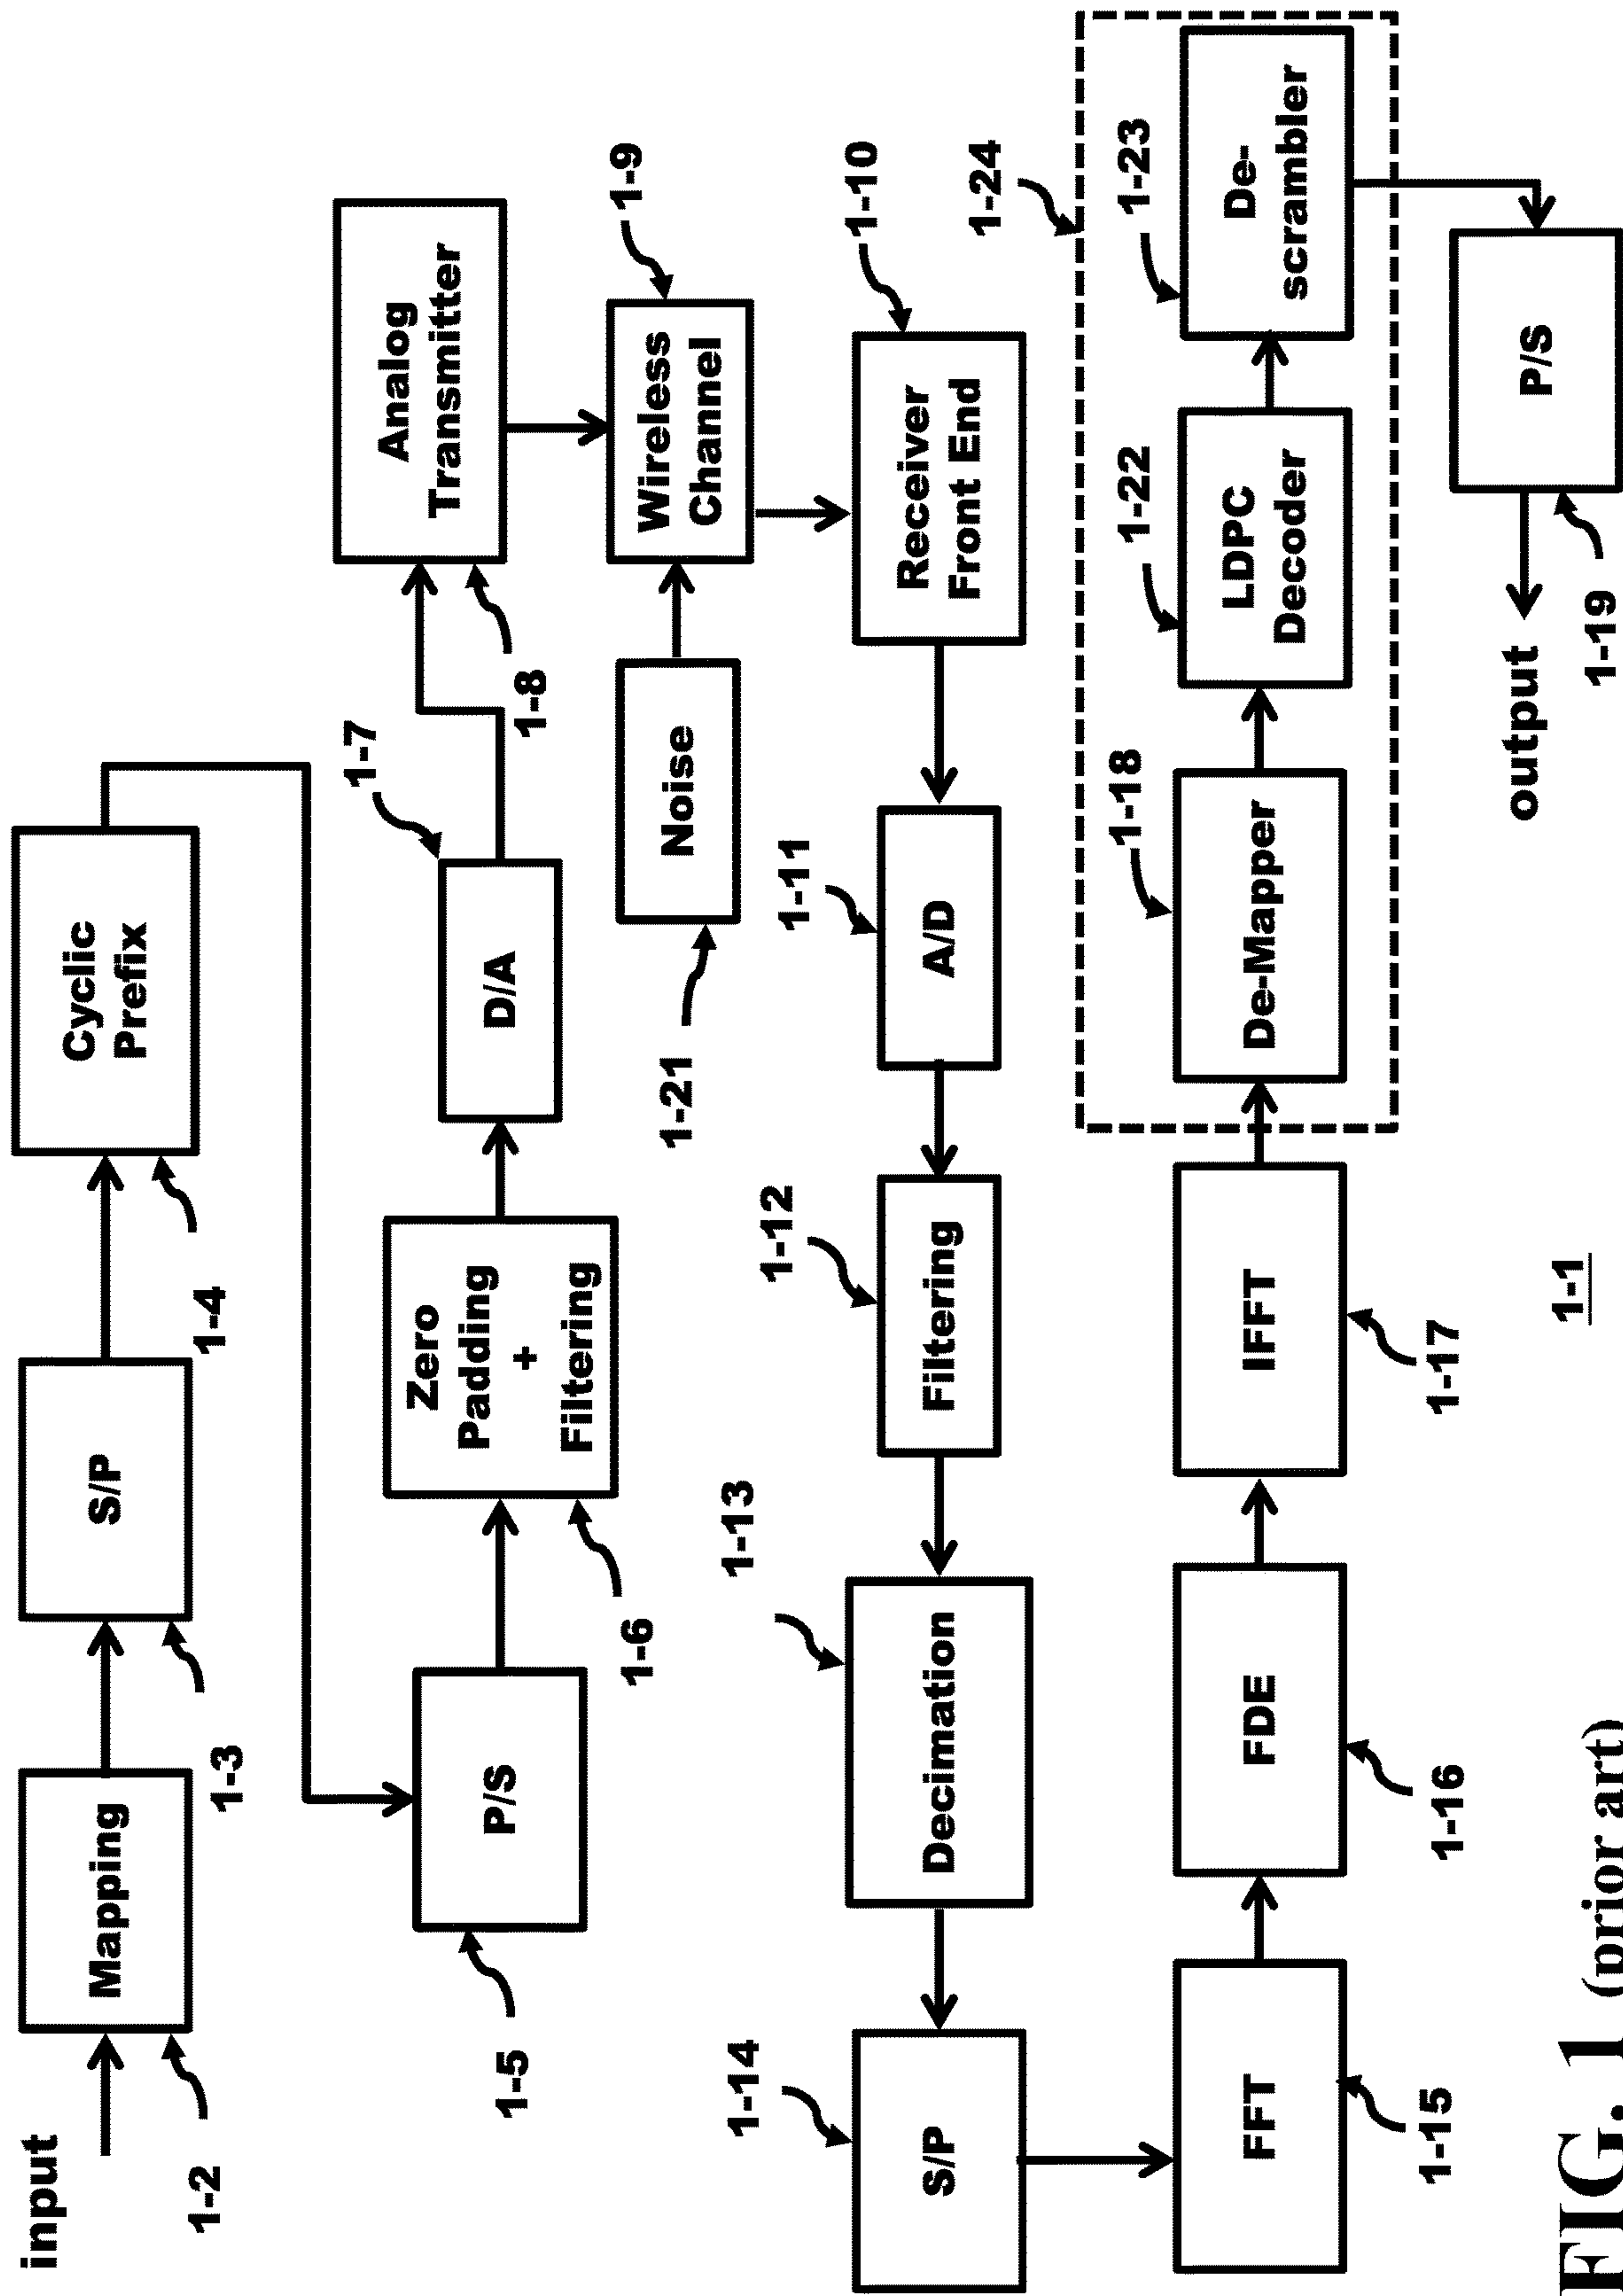 input
Mapping
1-2
S/P
1-3
Cyclic
Prefix
1-4
P/S
1-5
Zero
Padding
+
Filtering
1-6
D/A
1-7
Analog
Transmitter
1-8
Noise
1-21
Wireless
Channel
1-9
Receiver
Front End
1-10
A/D
1-11
Filtering
1-12
Decimation
1-13
S/P
1-14
FFT
1-15
FDE
1-16
IFFT
1-17
De-Mapper
1-18
LDPC
Decoder
1-22
De-
scrambler
1-23
1-24
P/S
1-19
output
1-1
FIG. 1 (prior art)